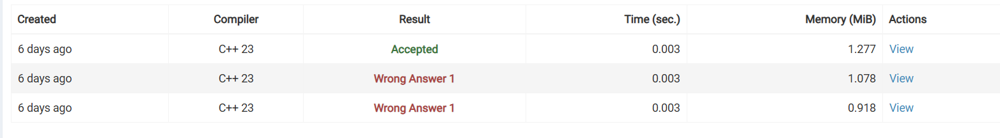 Created Compiler Result Time (sec.) Memory (MiB) Actions
6 days ago C++ 23 Accepted 0.003 1.277 View
6 days ago C++ 23 Wrong Answer 1 0.003 1.078 View
6 days ago C++ 23 Wrong Answer 1 0.003 0.918 View